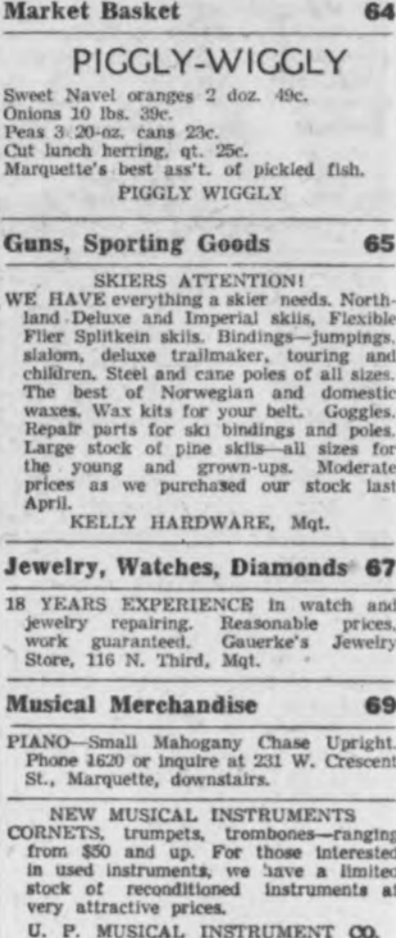 Market Basket 64
PIGGLY-WIGGLY
Sweet Navel oranges 2 doz. 49c.
Onions 10 lbs. 39c.
Peas 3 20-oz. cans 23c.
Cut lunch herring, qt. 25c.
Marquette's best ass't. of pickled fish.
PIGGLY WIGGLY
Guns, Sporting Goods 65
SKIERS ATTENTION!
WE HAVE everything a skier needs. North-
land Deluxe and Imperial skiis, Flexible
Flier Splitkein skiis. Bindings—jumpings,
slalom, deluxe trailmaker, touring and
children. Steel and cane poles of all sizes.
The best of Norwegian and domestic
waxes. Wax kits for your belt. Goggles.
Repair parts for ski bindings and poles.
Large stock of pine skiis—all sizes for
the young and grown-ups. Moderate
prices as we purchased our stock last
April.
KELLY HARDWARE, Mqt.
Jewelry, Watches, Diamonds 67
18 YEARS EXPERIENCE in watch and
jewelry repairing. Reasonable prices,
work guaranteed. Gauerke's Jewelry
Store, 116 N. Third, Mqt.
Musical Merchandise 69
PIANO—Small Mahogany Chase Upright.
Phone 1620 or inquire at 231 W. Crescent
St., Marquette, downstairs.
NEW MUSICAL INSTRUMENTS
CORNETS, trumpets, trombones—ranging
from $50 and up. For those interested
in used instruments, we have a limited
stock of reconditioned instruments at
very attractive prices.
U. P. MUSICAL INSTRUMENT CO.